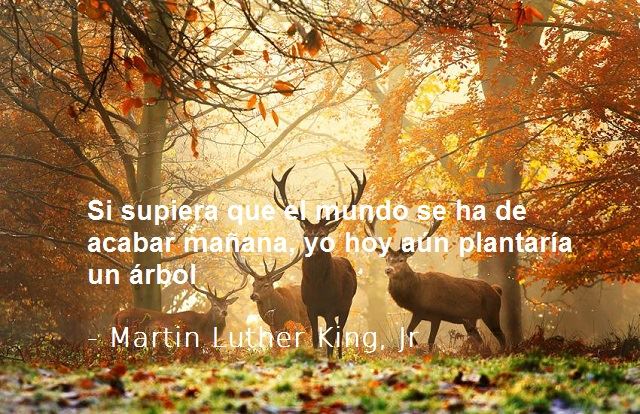 Si supiera que el mundo se ha de
acabar mañana, yo hoy aun plantaría
un árbol
- Martin Luther King, Jr